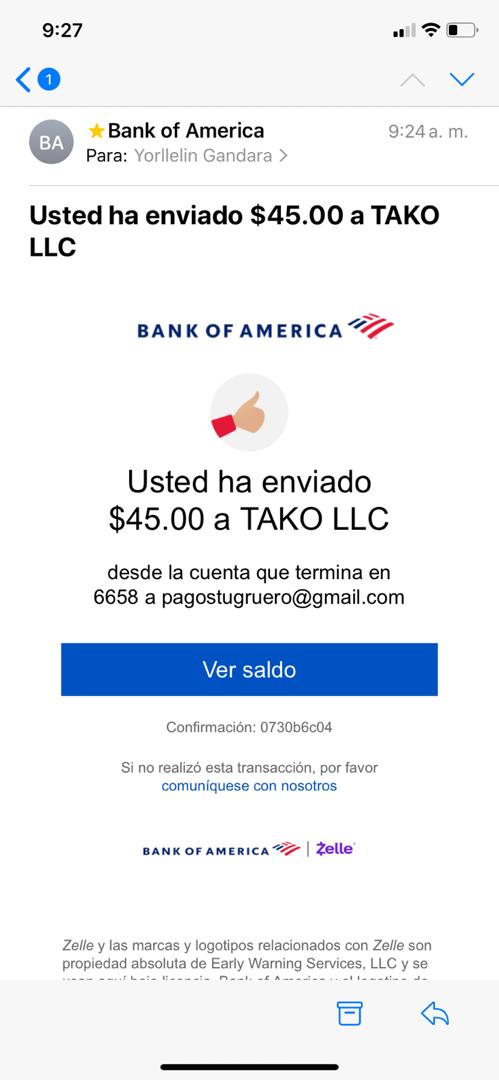 9:27
1
BA
Bank of America
9:24 a. m.
Para: Yorllelin Gandara
Usted ha enviado $45.00 a TAKO
LLC
BANK OF AMERICA
Usted ha enviado
$45.00 a TAKO LLC
desde la cuenta que termina en
6658 a pagostugruero@gmail.com
Ver saldo
Confirmación: 0730b6c04
Si no realizó esta transacción, por favor
comuníquese con nosotros
BANK OF AMERICA | Zelle
Zelle y las marcas y logotipos relacionados con Zelle son
propiedad absoluta de Early Warning Services, LLC y se